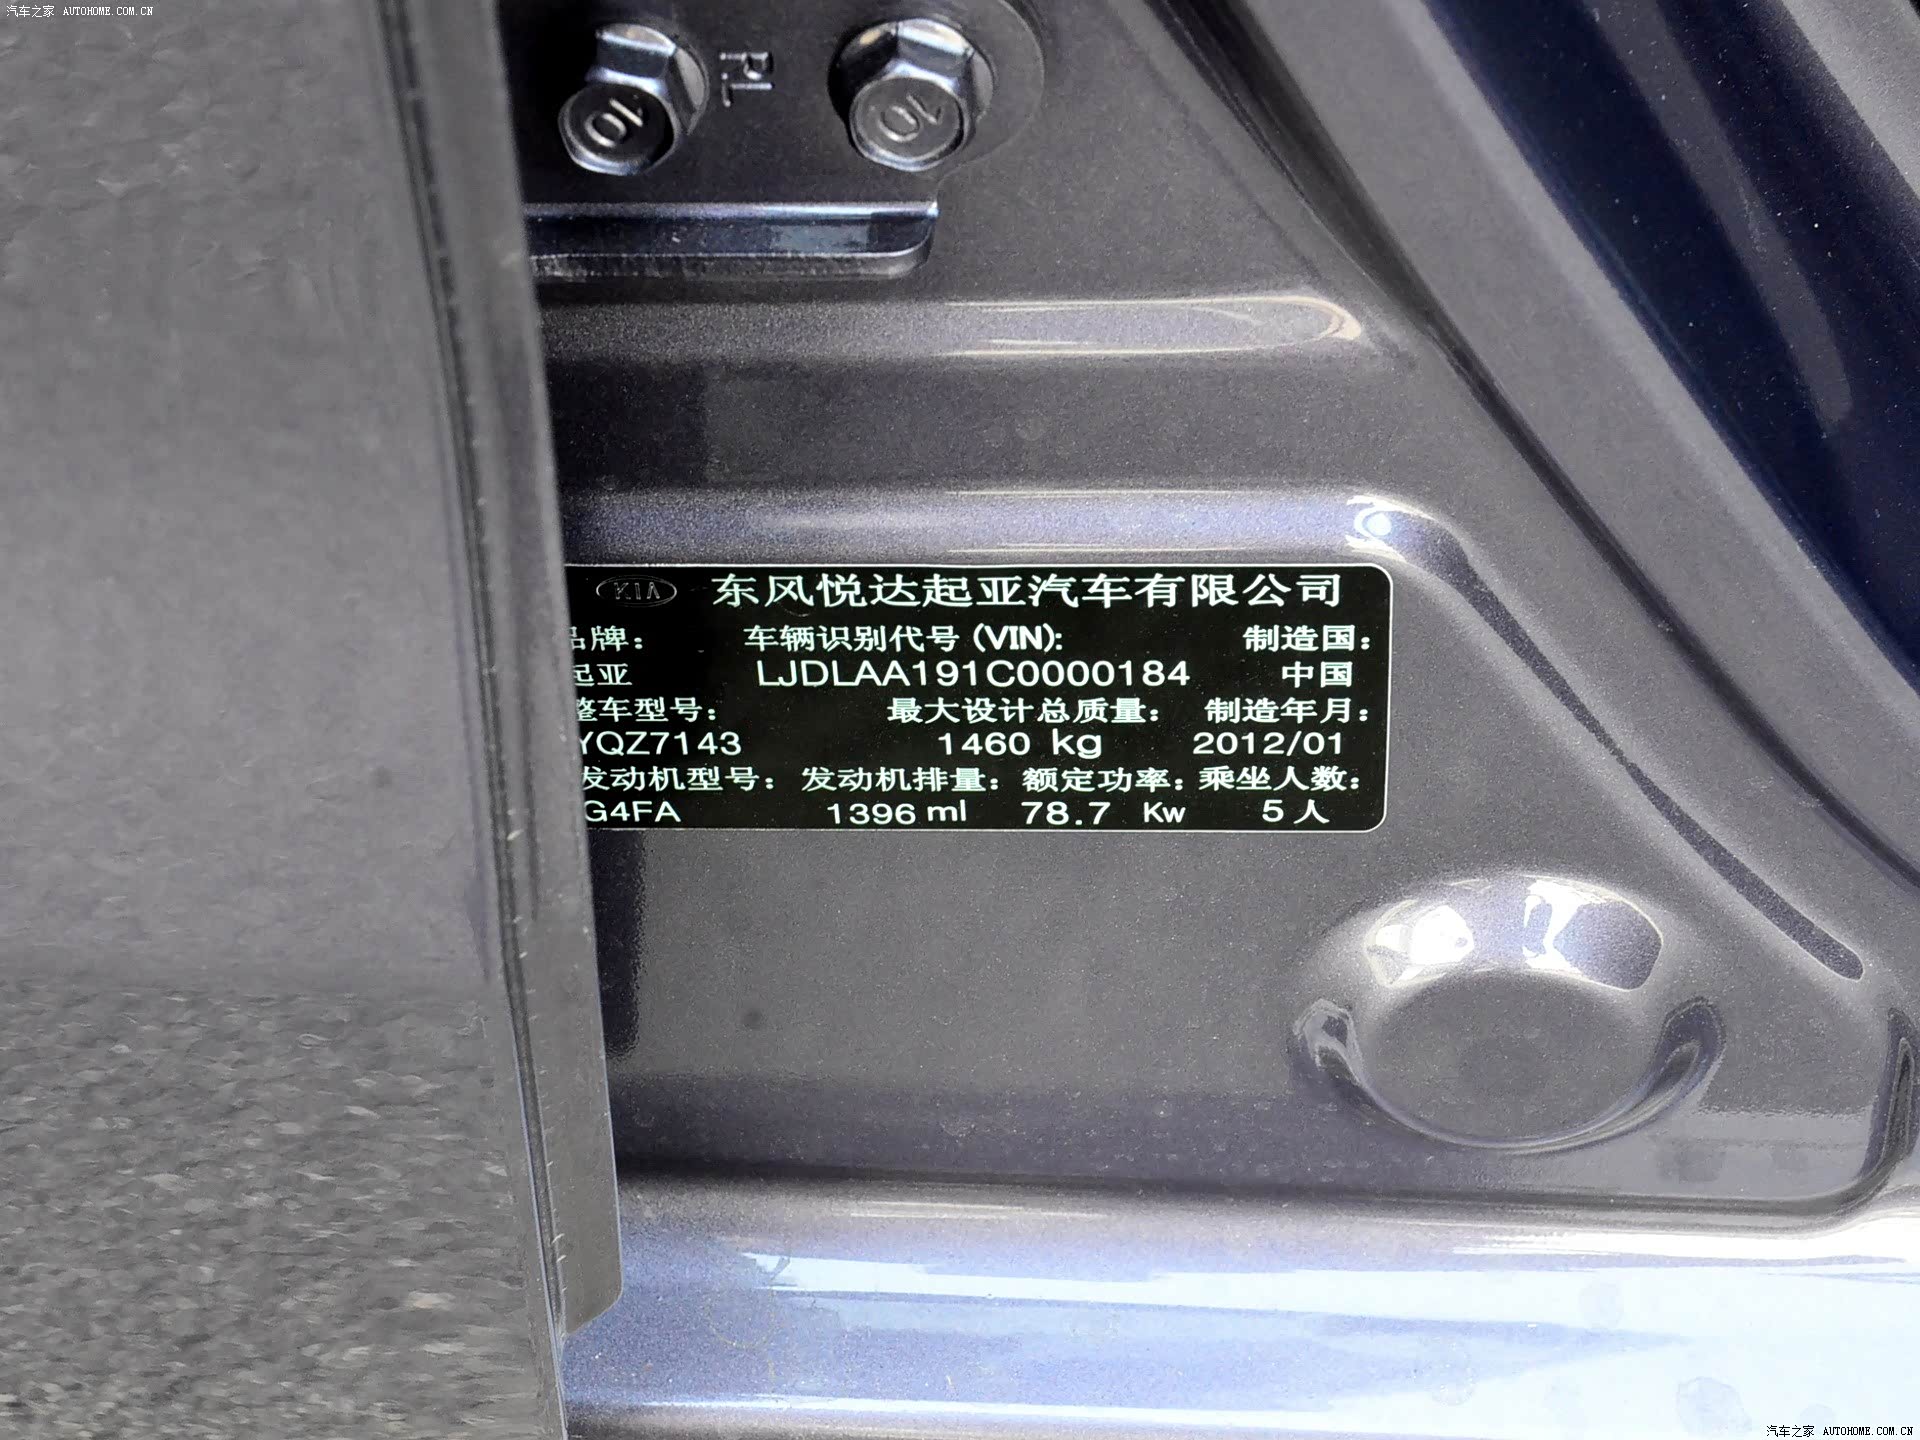 汽车之家 AUTOHOME.COM.CN
10 RL 10
KIA 东风悦达起亚汽车有限公司
品牌： 车辆识别代号 (VIN): 制造国：
起亚 LJDLAA191C0000184 中国
整车型号： 最大设计总质量： 制造年月：
YQZ7143 1460 kg 2012/01
发动机型号： 发动机排量： 额定功率： 乘坐人数：
G4FA 1396 ml 78.7 Kw 5 人
汽车之家 AUTOHOME.COM.CN